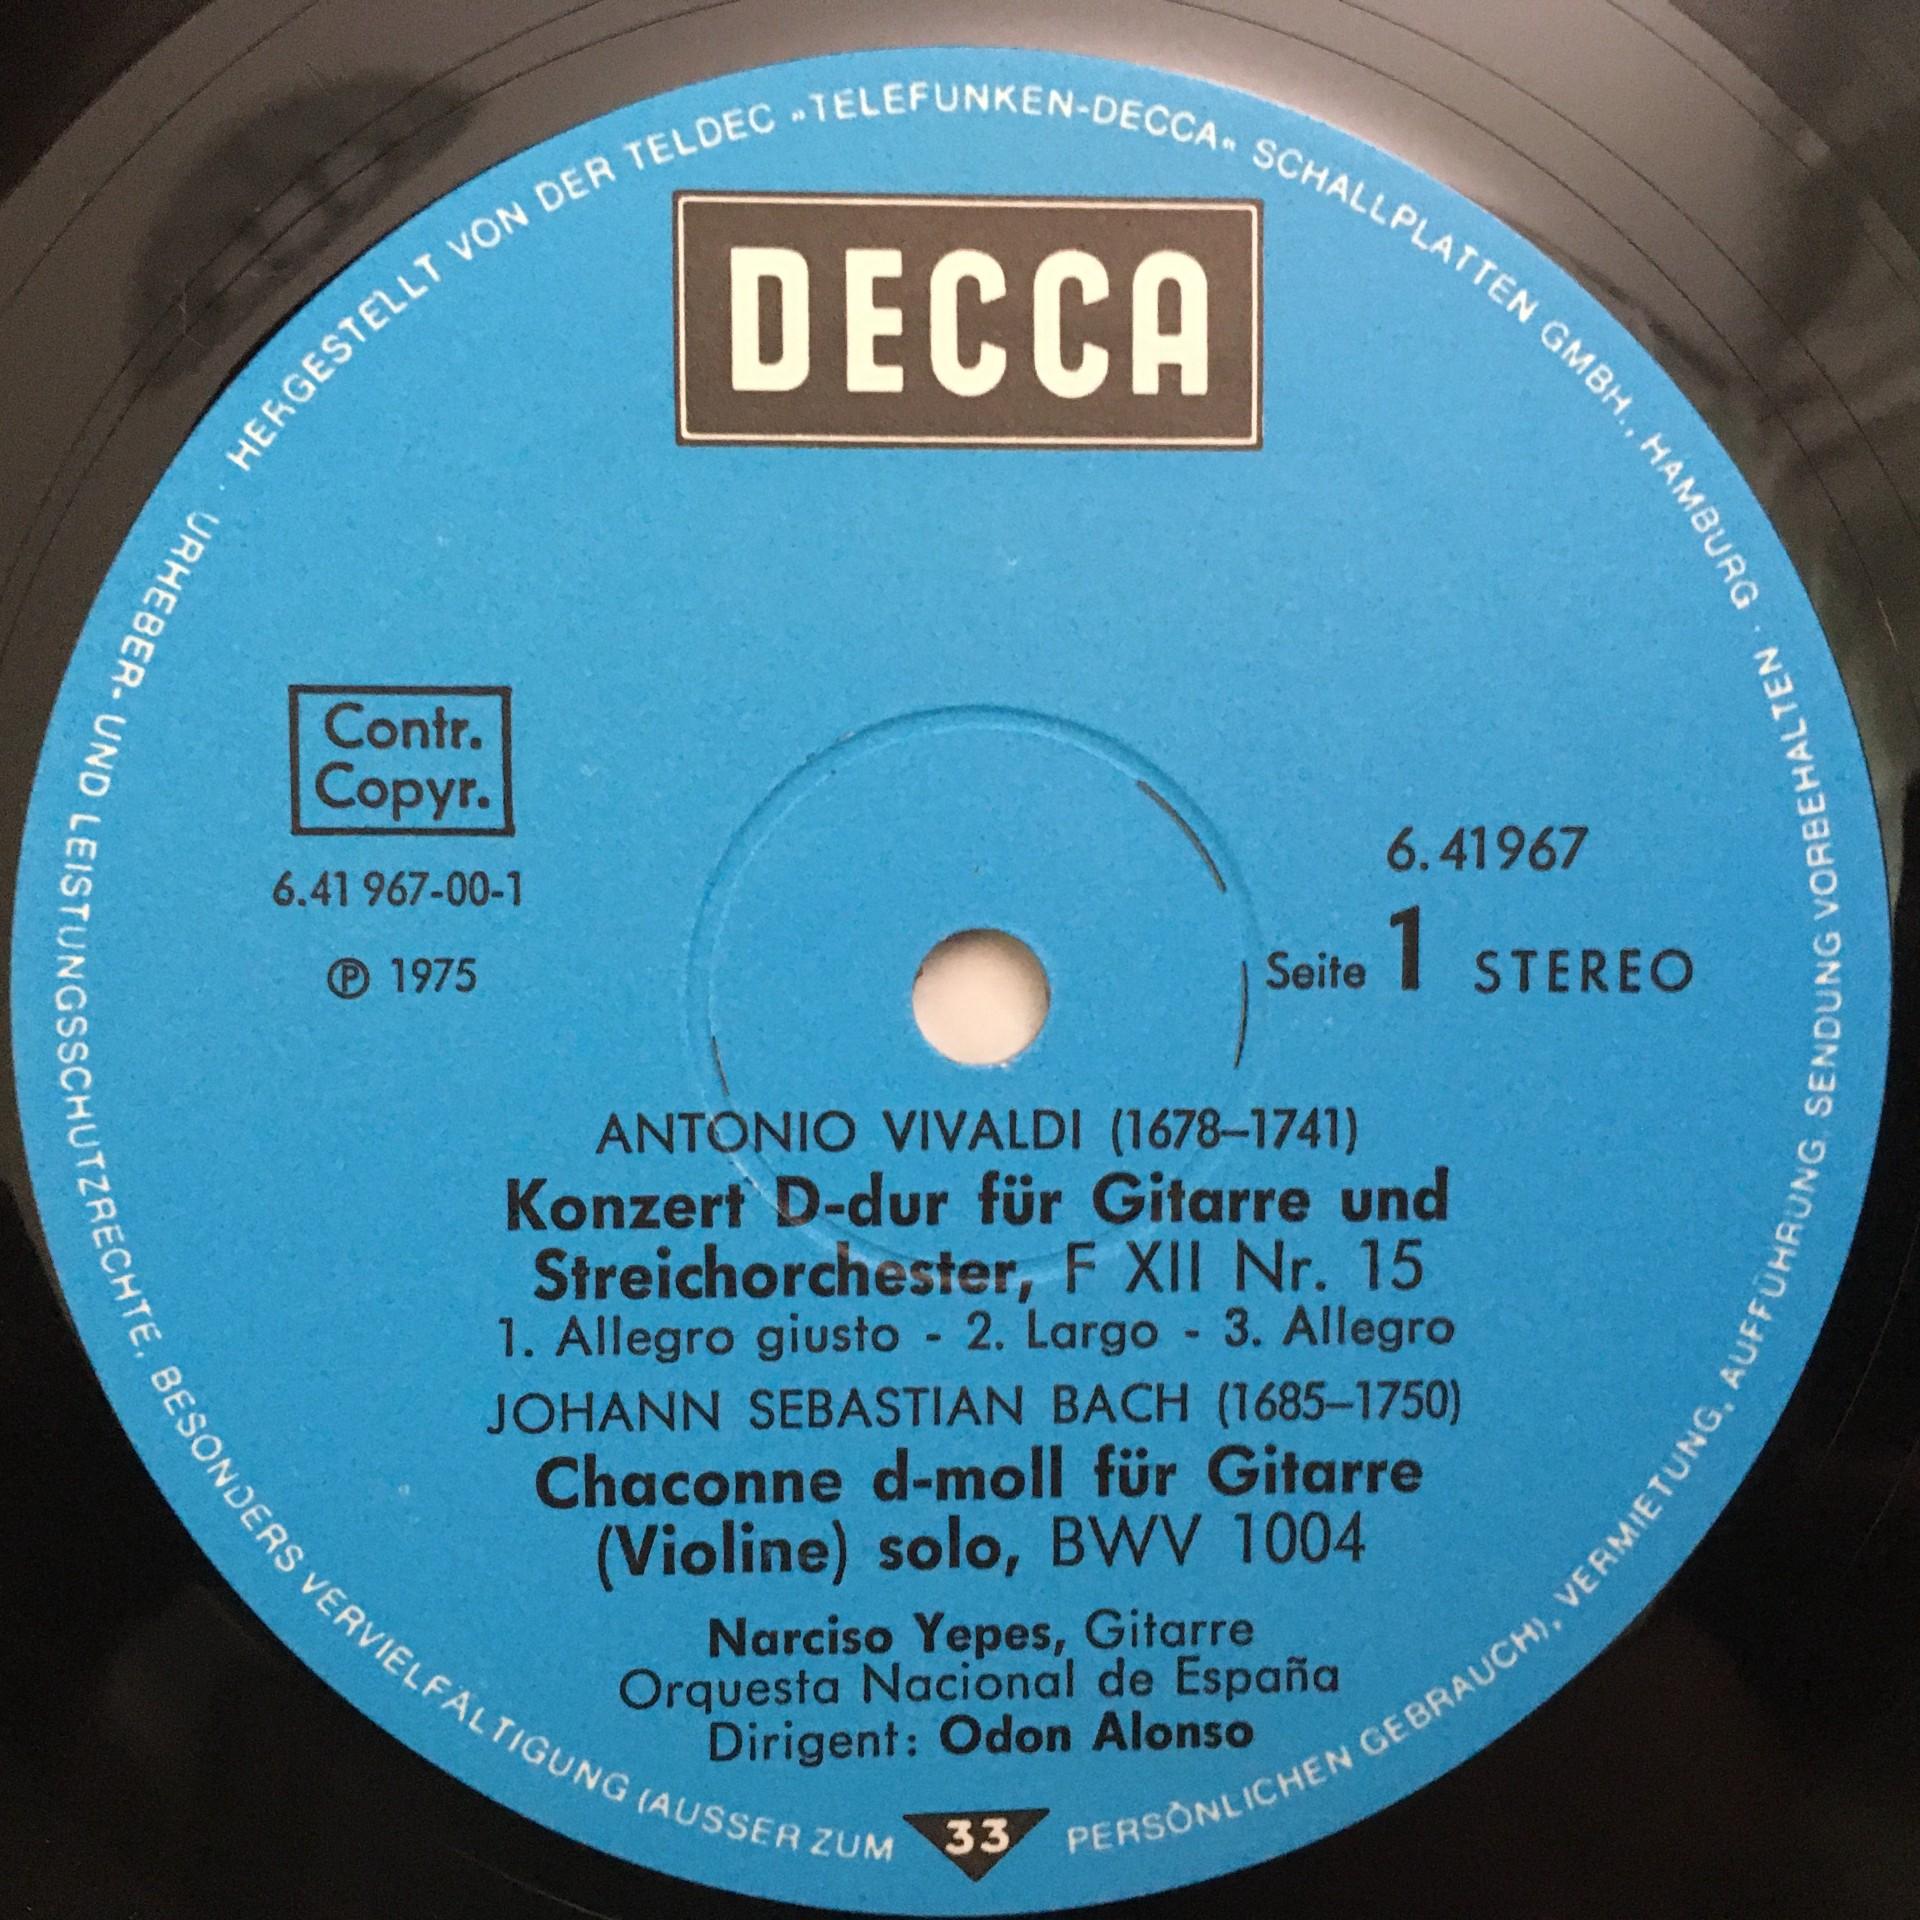 HERGESTELLT VON DER TELDEC »TELEFUNKEN-DECCA« SCHALLPLATTEN GMBH., HAMBURG ·
DECCA
Contr.
Copyr.
6.41 967-00-1
℗ 1975
6.41967
Seite 1 STEREO
ANTONIO VIVALDI (1678–1741)
Konzert D-dur für Gitarre und
Streichorchester, F XII Nr. 15
1. Allegro giusto - 2. Largo - 3. Allegro
JOHANN SEBASTIAN BACH (1685–1750)
Chaconne d-moll für Gitarre
(Violine) solo, BWV 1004
Narciso Yepes, Gitarre
Orquesta Nacional de España
Dirigent: Odon Alonso
33
URHEBER- UND LEISTUNGSSCHUTZRECHTE, BESONDERS VERVIELFÄLTIGUNG (AUSSER ZUM PERSÖNLICHEN GEBRAUCH), VERMIETUNG, AUFFÜHRUNG, SENDUNG VORBEHALTEN ·